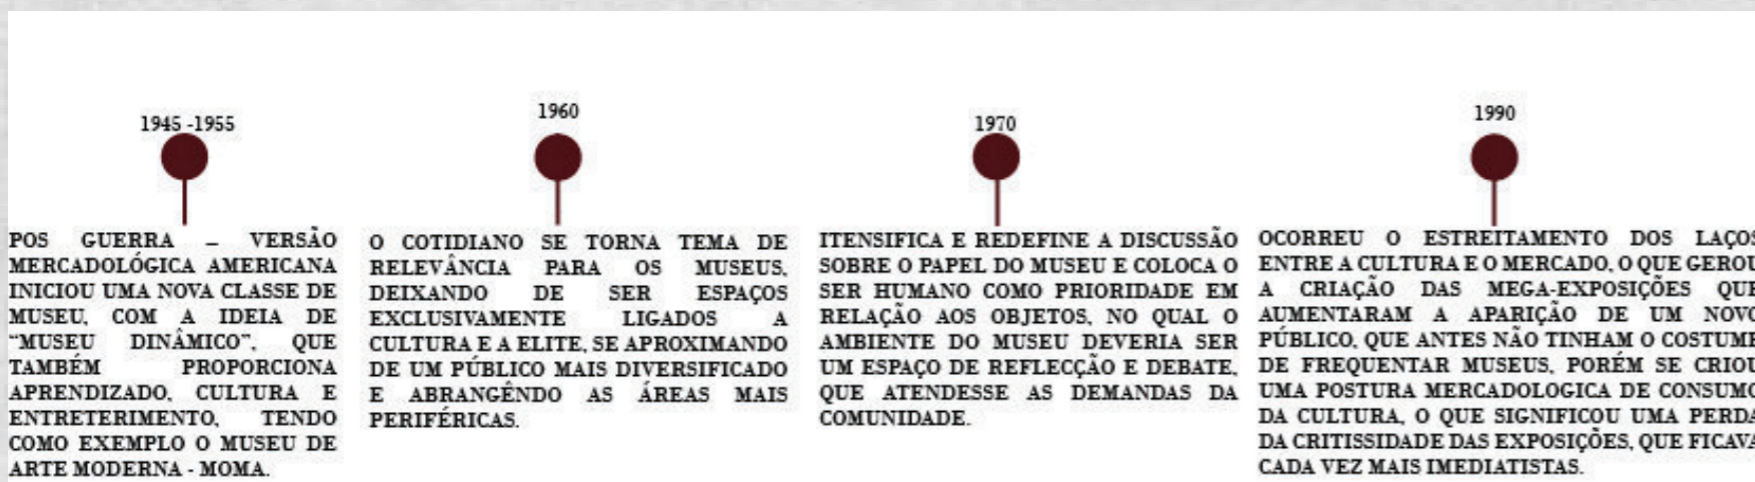 1945 -1955
POS GUERRA – VERSÃO
MERCADOLÓGICA AMERICANA
INICIOU UMA NOVA CLASSE DE
MUSEU, COM A IDEIA DE
“MUSEU DINÂMICO”, QUE
TAMBÉM PROPORCIONA
APRENDIZADO, CULTURA E
ENTRETERIMENTO, TENDO
COMO EXEMPLO O MUSEU DE
ARTE MODERNA - MOMA.
1960
O COTIDIANO SE TORNA TEMA DE
RELEVÂNCIA PARA OS MUSEUS,
DEIXANDO DE SER ESPAÇOS
EXCLUSIVAMENTE LIGADOS A
CULTURA E A ELITE, SE APROXIMANDO
DE UM PÚBLICO MAIS DIVERSIFICADO
E ABRANGÊNDO AS ÁREAS MAIS
PERIFÉRICAS.
1970
ITENSIFICA E REDEFINE A DISCUSSÃO
SOBRE O PAPEL DO MUSEU E COLOCA O
SER HUMANO COMO PRIORIDADE EM
RELAÇÃO AOS OBJETOS, NO QUAL O
AMBIENTE DO MUSEU DEVERIA SER
UM ESPAÇO DE REFLECÇÃO E DEBATE,
QUE ATENDESSE AS DEMANDAS DA
COMUNIDADE.
1990
OCORREU O ESTREITAMENTO DOS LAÇOS
ENTRE A CULTURA E O MERCADO, O QUE GEROU
A CRIAÇÃO DAS MEGA-EXPOSIÇÕES QUE
AUMENTARAM A APARIÇÃO DE UM NOVO
PÚBLICO, QUE ANTES NÃO TINHAM O COSTUME
DE FREQUENTAR MUSEUS, PORÉM SE CRIOU
UMA POSTURA MERCADOLOGICA DE CONSUMO
DA CULTURA, O QUE SIGNIFICOU UMA PERDA
DA CRITISSIDADE DAS EXPOSIÇÕES, QUE FICAVA
CADA VEZ MAIS IMEDIATISTAS.